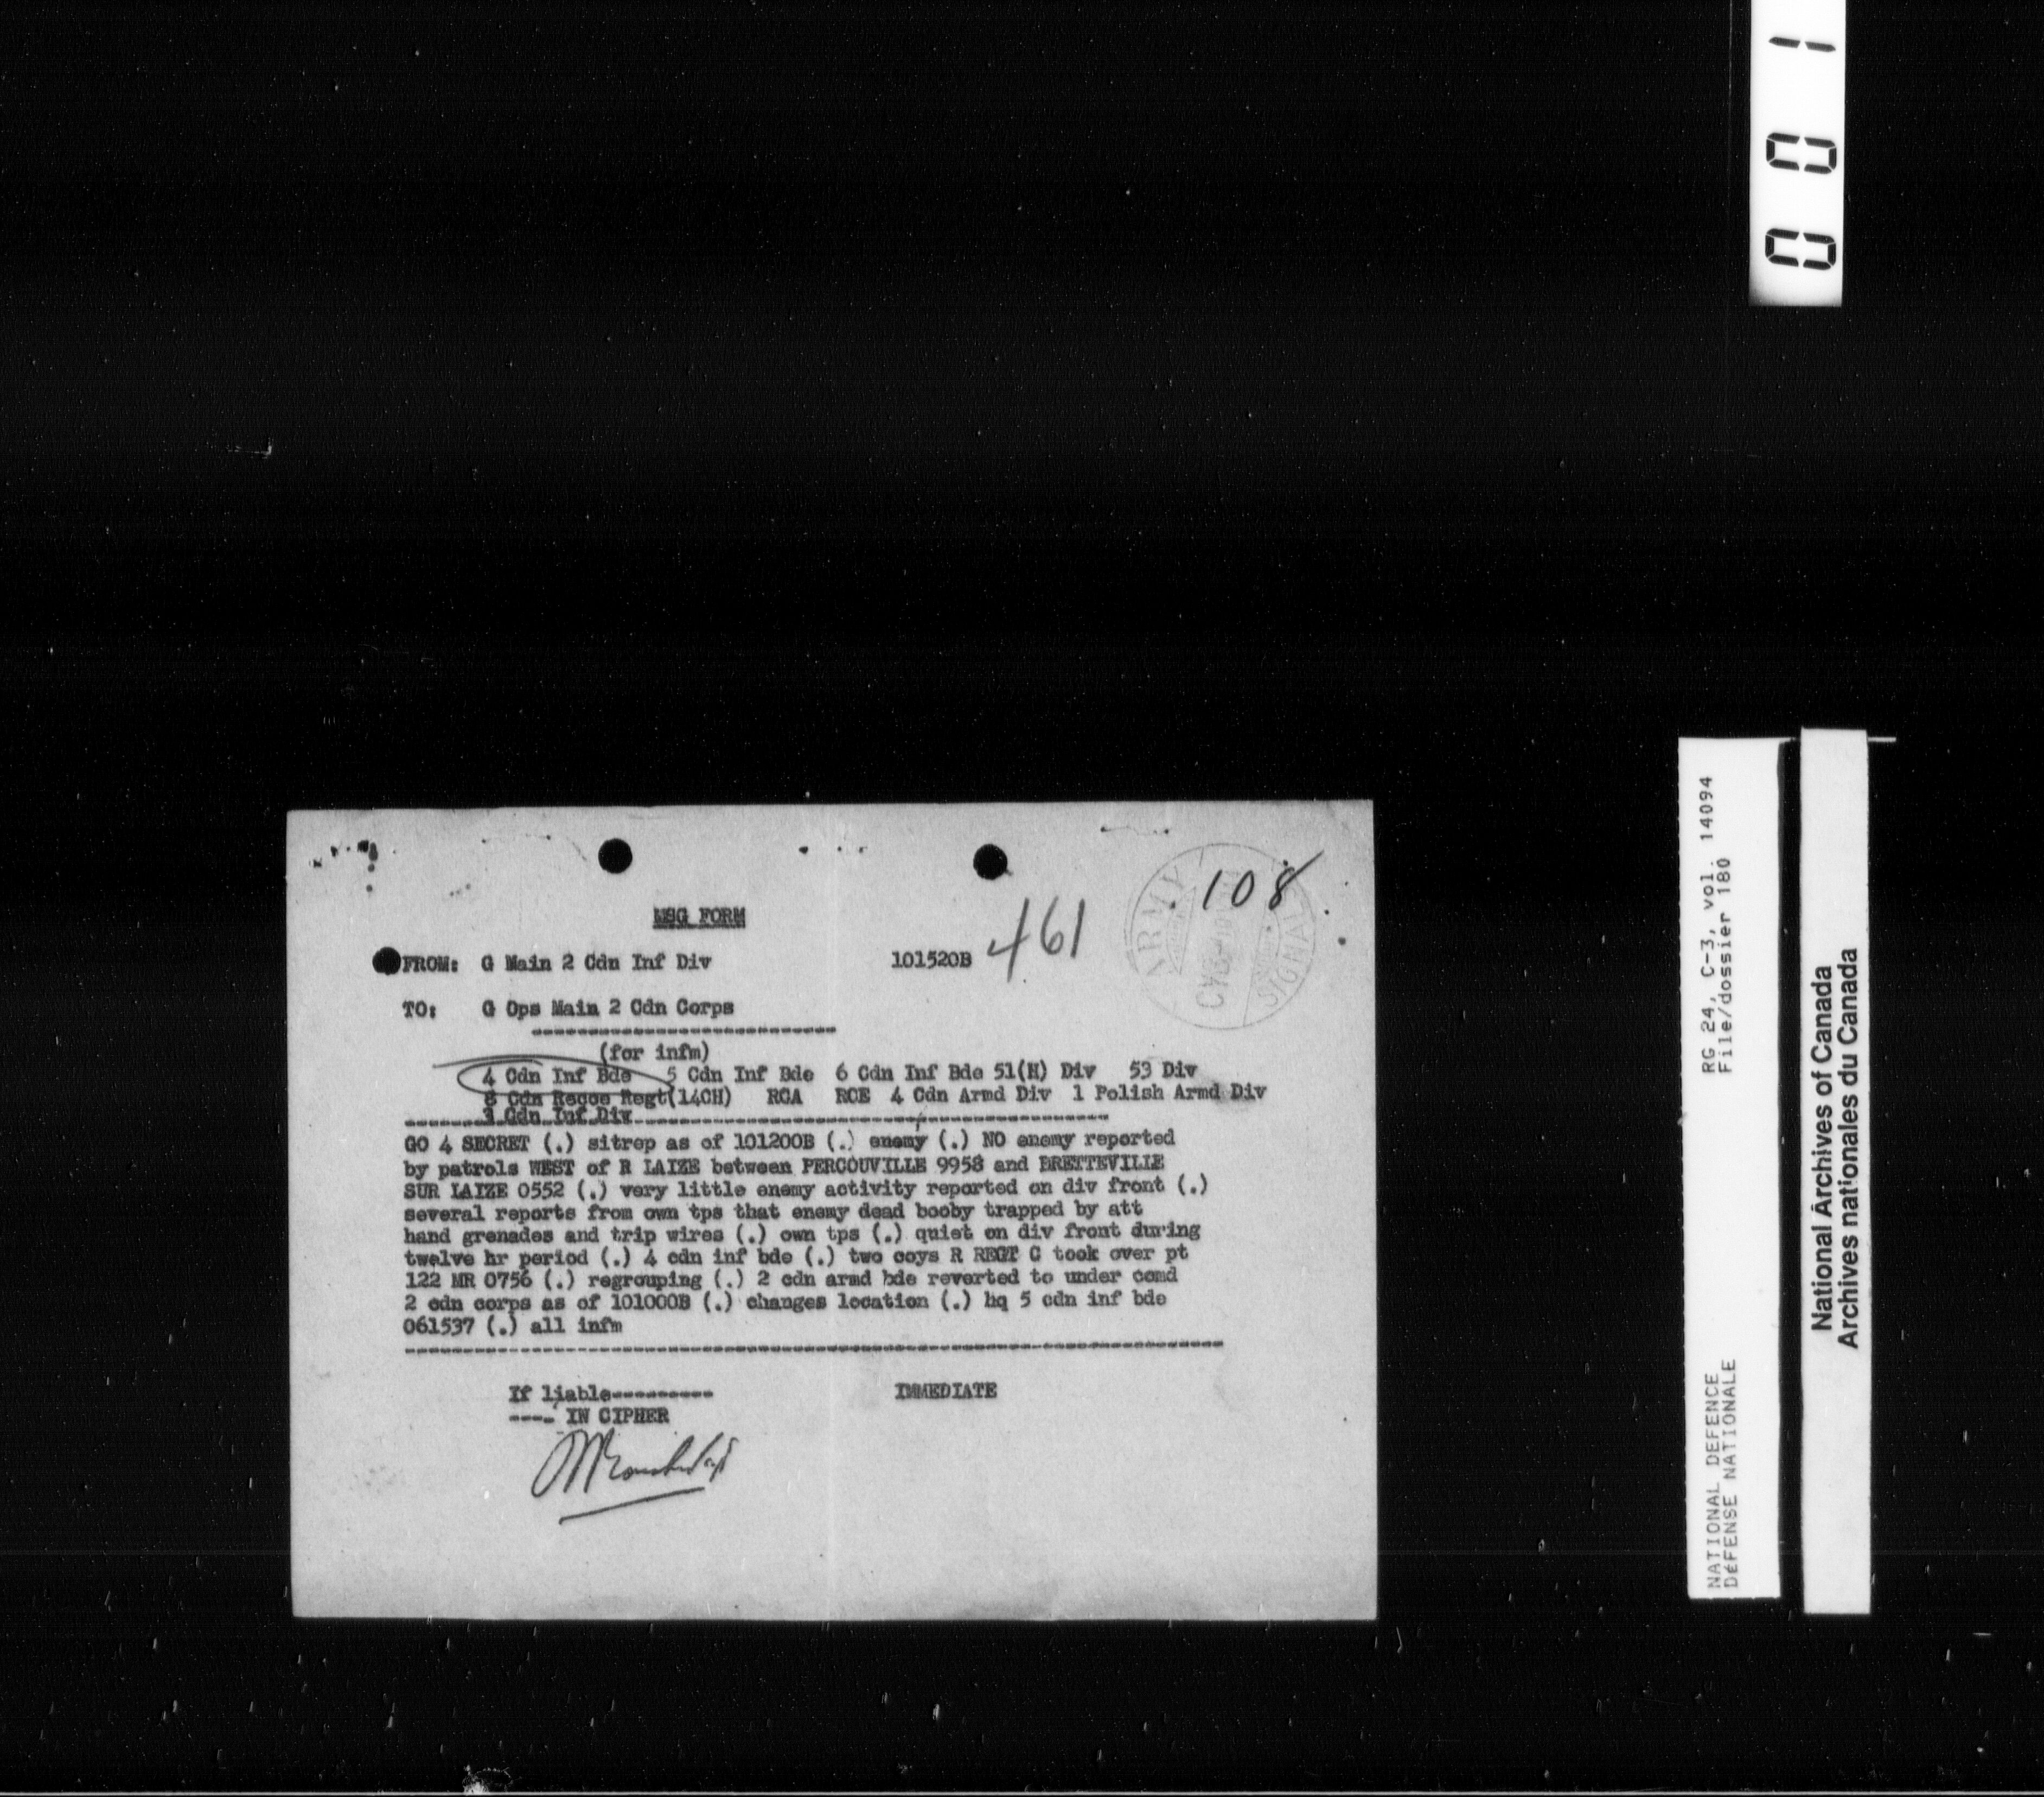 001
108
461
MSG FORM
FROM: G Main 2 Cdn Inf Div 101520B
TO: G Ops Main 2 Cdn Corps
(for infm)
4 Cdn Inf Bde 5 Cdn Inf Bde 6 Cdn Inf Bde 51(H) Div 53 Div
8 Cdn Recce Regt(14CH) RCA RCE 4 Cdn Armd Div 1 Polish Armd Div
3 Cdn Inf Div
GO 4 SECRET (.) sitrep as of 101200B (.) enemy (.) NO enemy reported
by patrols WEST of R LAIZE between PERCOUVILLE 9958 and BRETTEVILLE
SUR LAIZE 0552 (.) very little enemy activity reported on div front (.)
several reports from own tps that enemy dead booby trapped by att
hand grenades and trip wires (.) own tps (.) quiet on div front during
twelve hr period (.) 4 cdn inf bde (.) two coys R REGT C took over pt
122 MR 0756 (.) regrouping (.) 2 cdn armd bde reverted to under comd
2 cdn corps as of 101000B (.) changes location (.) hq 5 cdn inf bde
061537 (.) all infm
If liable----------
---- IN CIPHER
IMMEDIATE
ARMY SIGNALS
RG 24, C-3, vol. 14094
File/dossier 180
NATIONAL DEFENCE
DÉFENSE NATIONALE
National Archives of Canada
Archives nationales du Canada